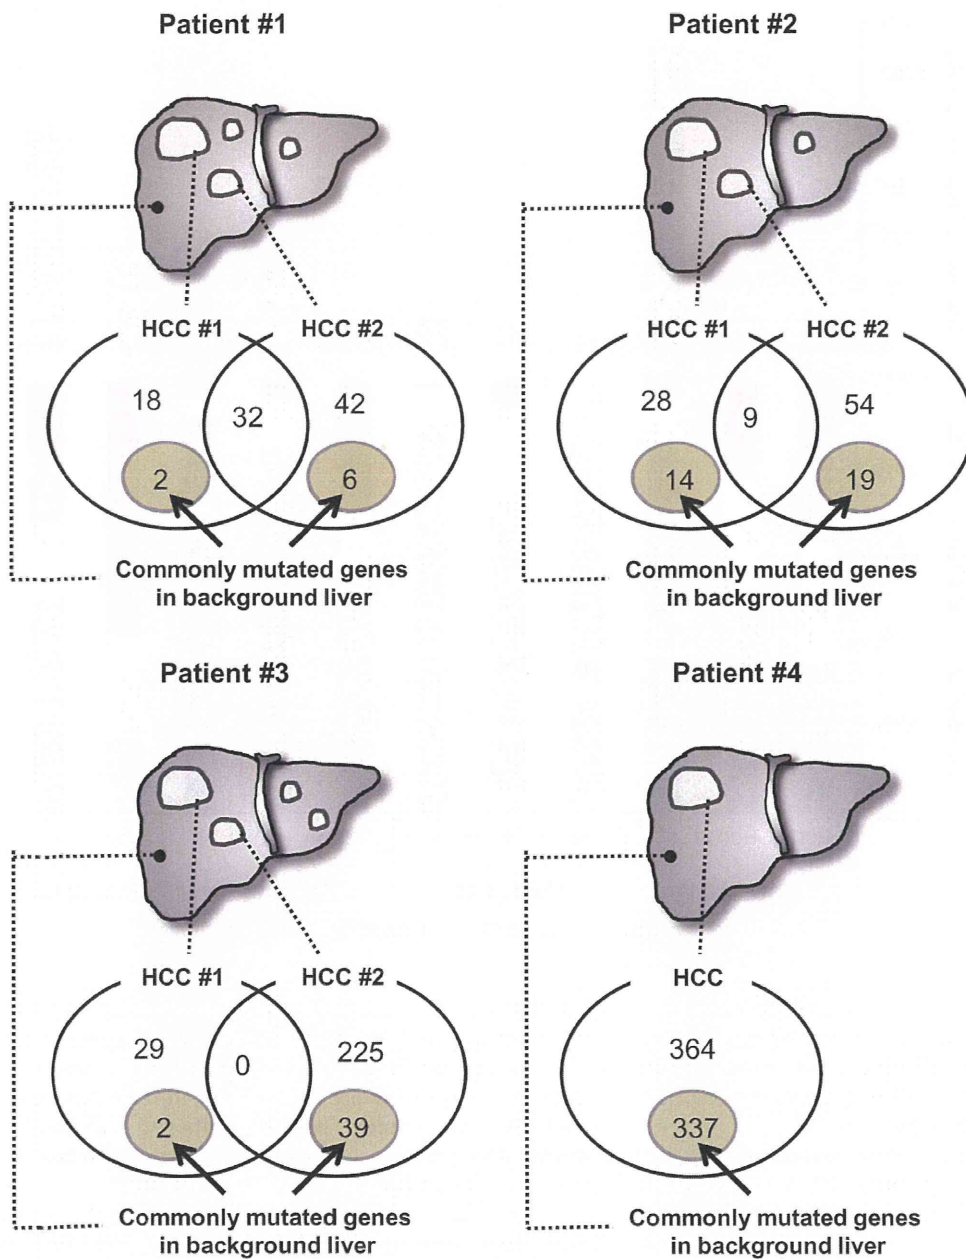 Patient #1
HCC #1
HCC #2
18
32
42
2
6
Commonly mutated genes
in background liver
Patient #2
HCC #1
HCC #2
28
9
54
14
19
Commonly mutated genes
in background liver
Patient #3
HCC #1
HCC #2
29
0
225
2
39
Commonly mutated genes
in background liver
Patient #4
HCC
364
337
Commonly mutated genes
in background liver